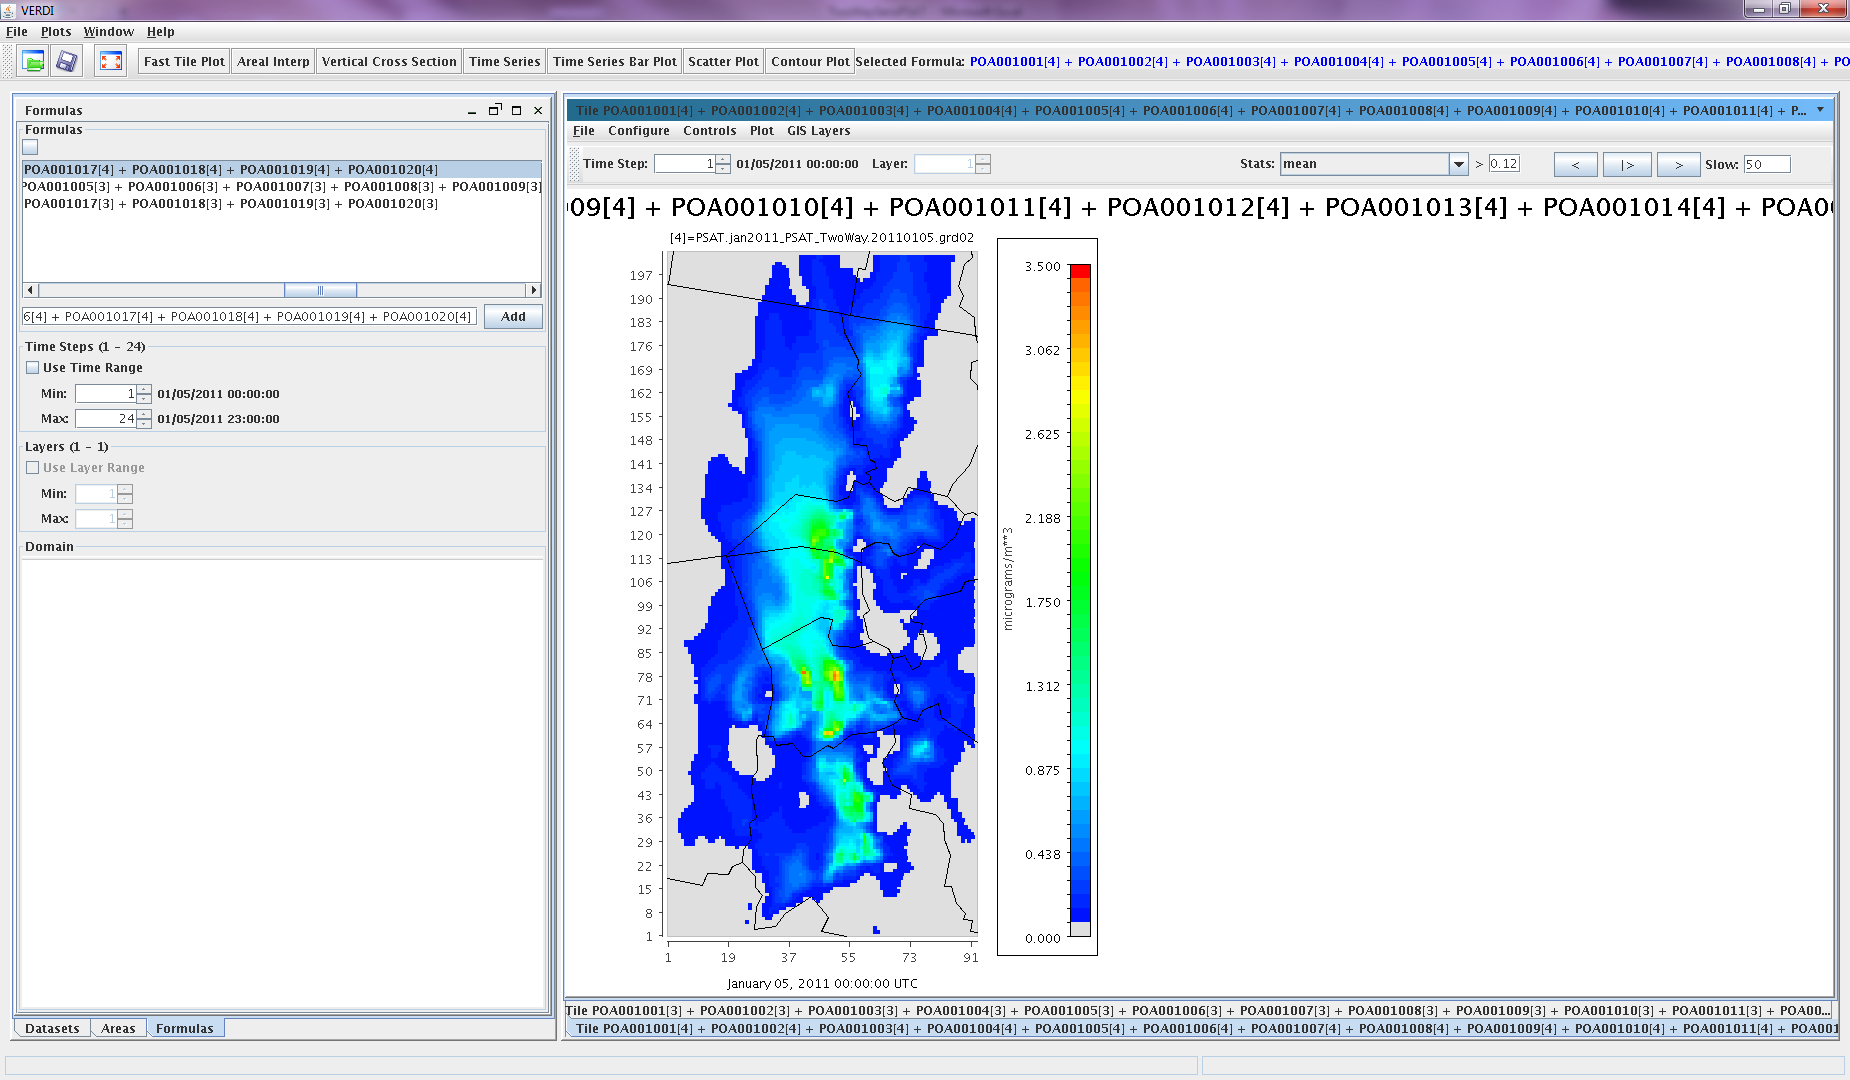 VERDI
File Plots Window Help
Fast Tile Plot Areal Interp Vertical Cross Section Time Series Time Series Bar Plot Scatter Plot Contour Plot Selected Formula: POA001001[4] + POA001002[4] + POA001003[4] + POA001004[4] + POA001005[4] + POA001006[4] + POA001007[4] + POA001008[4] + PO
Formulas
Formulas
POA001017[4] + POA001018[4] + POA001019[4] + POA001020[4]
POA001005[3] + POA001006[3] + POA001007[3] + POA001008[3] + POA001009[3]
POA001017[3] + POA001018[3] + POA001019[3] + POA001020[3]
6[4] + POA001017[4] + POA001018[4] + POA001019[4] + POA001020[4] Add
Time Steps (1 - 24)
Use Time Range
Min: 1 01/05/2011 00:00:00
Max: 24 01/05/2011 23:00:00
Layers (1 - 1)
Use Layer Range
Min: 1
Max: 1
Domain
Datasets Areas Formulas
Tile POA001001[4] + POA001002[4] + POA001003[4] + POA001004[4] + POA001005[4] + POA001006[4] + POA001007[4] + POA001008[4] + POA001009[4] + POA001010[4] + POA001011[4] + P...
File Configure Controls Plot GIS Layers
Time Step: 1 01/05/2011 00:00:00 Layer: 1 Stats: mean > 0.12 < |> > Slow: 50
09[4] + POA001010[4] + POA001011[4] + POA001012[4] + POA001013[4] + POA001014[4] + POA00
[4]=PSAT.jan2011_PSAT_TwoWay.20110105.grd02
197
190
183
176
169
162
155
148
141
134
127
120
113
106
99
92
85
78
71
64
57
50
43
36
29
22
15
8
1
1 19 37 55 73 91
January 05, 2011 00:00:00 UTC
3.500
3.062
2.625
2.188
1.750
1.312
0.875
0.438
0.000
micrograms/m**3
Tile POA001001[3] + POA001002[3] + POA001003[3] + POA001004[3] + POA001005[3] + POA001006[3] + POA001007[3] + POA001008[3] + POA001009[3] + POA001010[3] + POA001011[3] + POA00...
Tile POA001001[4] + POA001002[4] + POA001003[4] + POA001004[4] + POA001005[4] + POA001006[4] + POA001007[4] + POA001008[4] + POA001009[4] + POA001010[4] + POA001011[4] + POA001